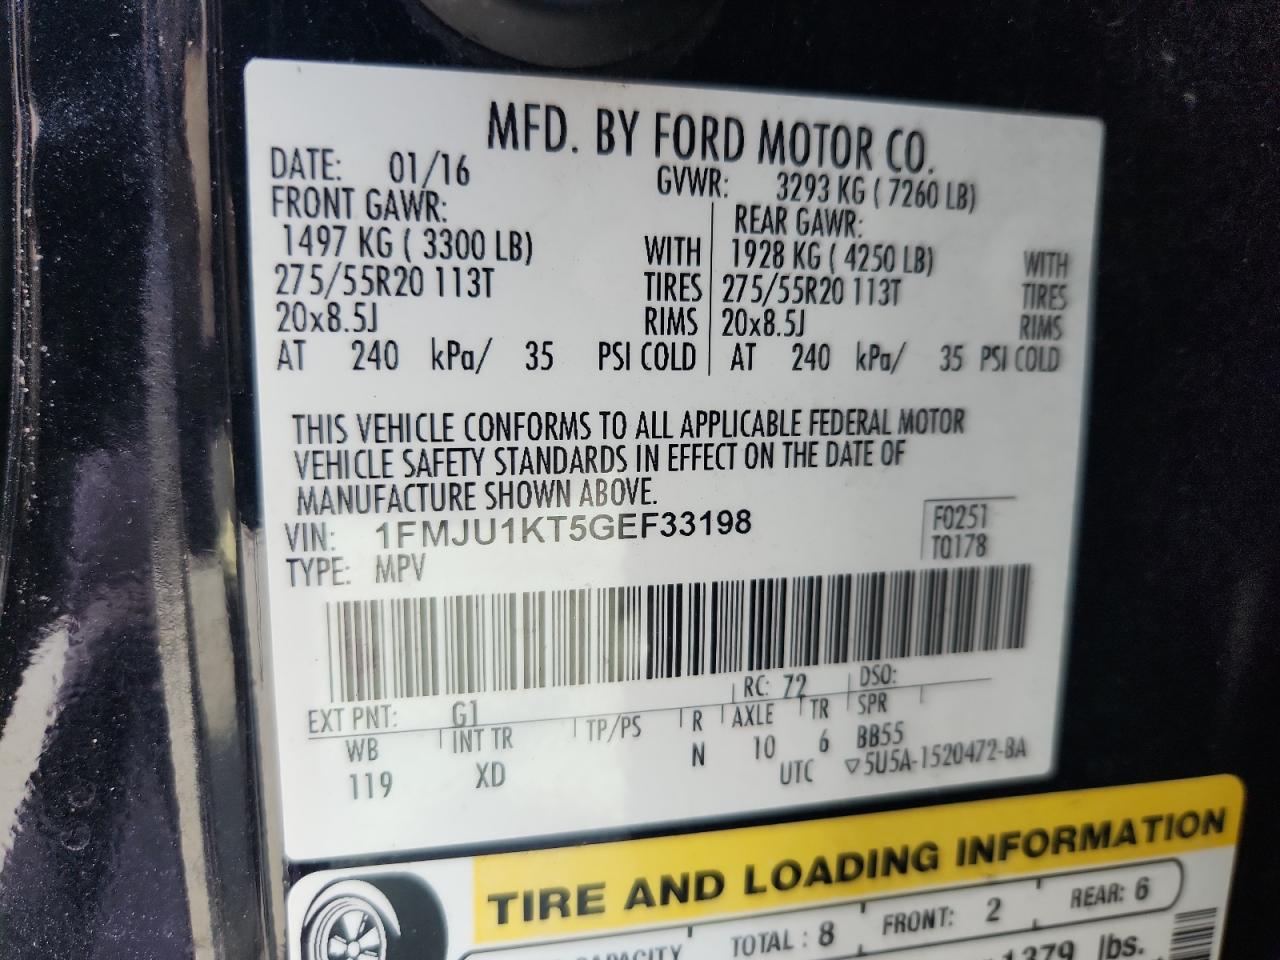 MFD. BY FORD MOTOR CO.
DATE: 01/16 GVWR: 3293 KG ( 7260 LB)
FRONT GAWR: REAR GAWR:
1497 KG ( 3300 LB) WITH 1928 KG ( 4250 LB) WITH
275/55R20 113T TIRES 275/55R20 113T TIRES
20x8.5J RIMS 20x8.5J RIMS
AT 240 kPa/ 35 PSI COLD AT 240 kPa/ 35 PSI COLD
THIS VEHICLE CONFORMS TO ALL APPLICABLE FEDERAL MOTOR
VEHICLE SAFETY STANDARDS IN EFFECT ON THE DATE OF
MANUFACTURE SHOWN ABOVE.
VIN: 1FMJU1KT5GEF33198 F0251
TYPE: MPV T0178
EXT PNT: G1 RC: 72 DSO:
WB INT TR TP/PS R AXLE TR SPR
119 XD N 10 6 BB55
UTC ▽5U5A-1520472-BA
TIRE AND LOADING INFORMATION
TOTAL : 8 FRONT: 2 REAR: 6
1379 lbs.